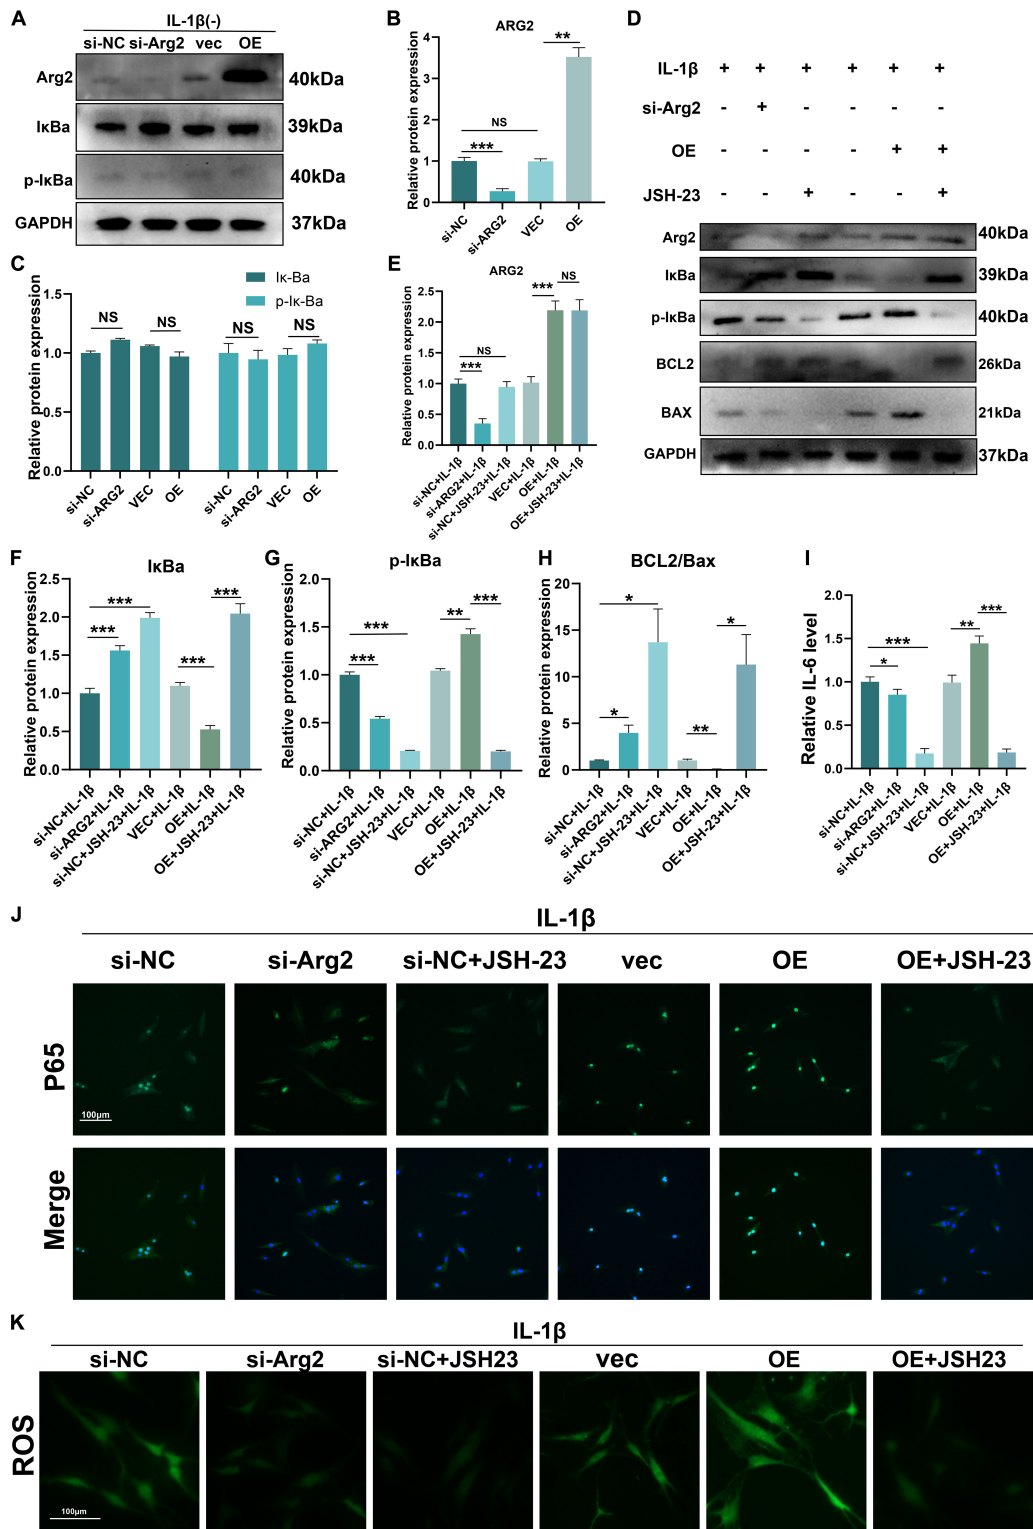 A
IL-1β(-)
si-NC si-Arg2 vec OE
Arg2 40kDa
IκBa 39kDa
p-IκBa 40kDa
GAPDH 37kDa
B
ARG2
Relative protein expression
4
3
2
1
0
NS
***
**
si-NC
si-ARG2
VEC
OE
C
Iκ-Ba
p-Iκ-Ba
Relative protein expression
1.5
1.0
0.5
0.0
NS NS NS NS
si-NC
si-ARG2
VEC
OE
si-NC
si-ARG2
VEC
OE
D
IL-1β + + + + + +
si-Arg2 - + - - - -
OE - - - - + +
JSH-23 - - + - - +
Arg2 40kDa
IκBa 39kDa
p-IκBa 40kDa
BCL2 26kDa
BAX 21kDa
GAPDH 37kDa
E
ARG2
Relative protein expression
2.5
2.0
1.5
1.0
0.5
0.0
NS
***
***
NS
si-NC+IL-1β
si-ARG2+IL-1β
si-NC+JSH-23+IL-1β
VEC+IL-1β
OE+IL-1β
OE+JSH-23+IL-1β
F
IκBa
Relative protein expression
2.5
2.0
1.5
1.0
0.5
0.0
***
***
***
***
si-NC+IL-1β
si-ARG2+IL-1β
si-NC+JSH-23+IL-1β
VEC+IL-1β
OE+IL-1β
OE+JSH-23+IL-1β
G
p-IκBa
Relative protein expression
2.0
1.5
1.0
0.5
0.0
***
***
**
***
si-NC+IL-1β
si-ARG2+IL-1β
si-NC+JSH-23+IL-1β
VEC+IL-1β
OE+IL-1β
OE+JSH-23+IL-1β
H
BCL2/Bax
Relative protein expression
20
15
10
5
0
*
*
**
*
si-NC+IL-1β
si-ARG2+IL-1β
si-NC+JSH-23+IL-1β
VEC+IL-1β
OE+IL-1β
OE+JSH-23+IL-1β
I
Relative IL-6 level
2.0
1.5
1.0
0.5
0.0
***
*
**
***
si-NC+IL-1β
si-ARG2+IL-1β
si-NC+JSH-23+IL-1β
VEC+IL-1β
OE+IL-1β
OE+JSH-23+IL-1β
J
IL-1β
si-NC si-Arg2 si-NC+JSH-23 vec OE OE+JSH-23
P65
100μm
Merge
K
IL-1β
si-NC si-Arg2 si-NC+JSH23 vec OE OE+JSH23
ROS
100μm